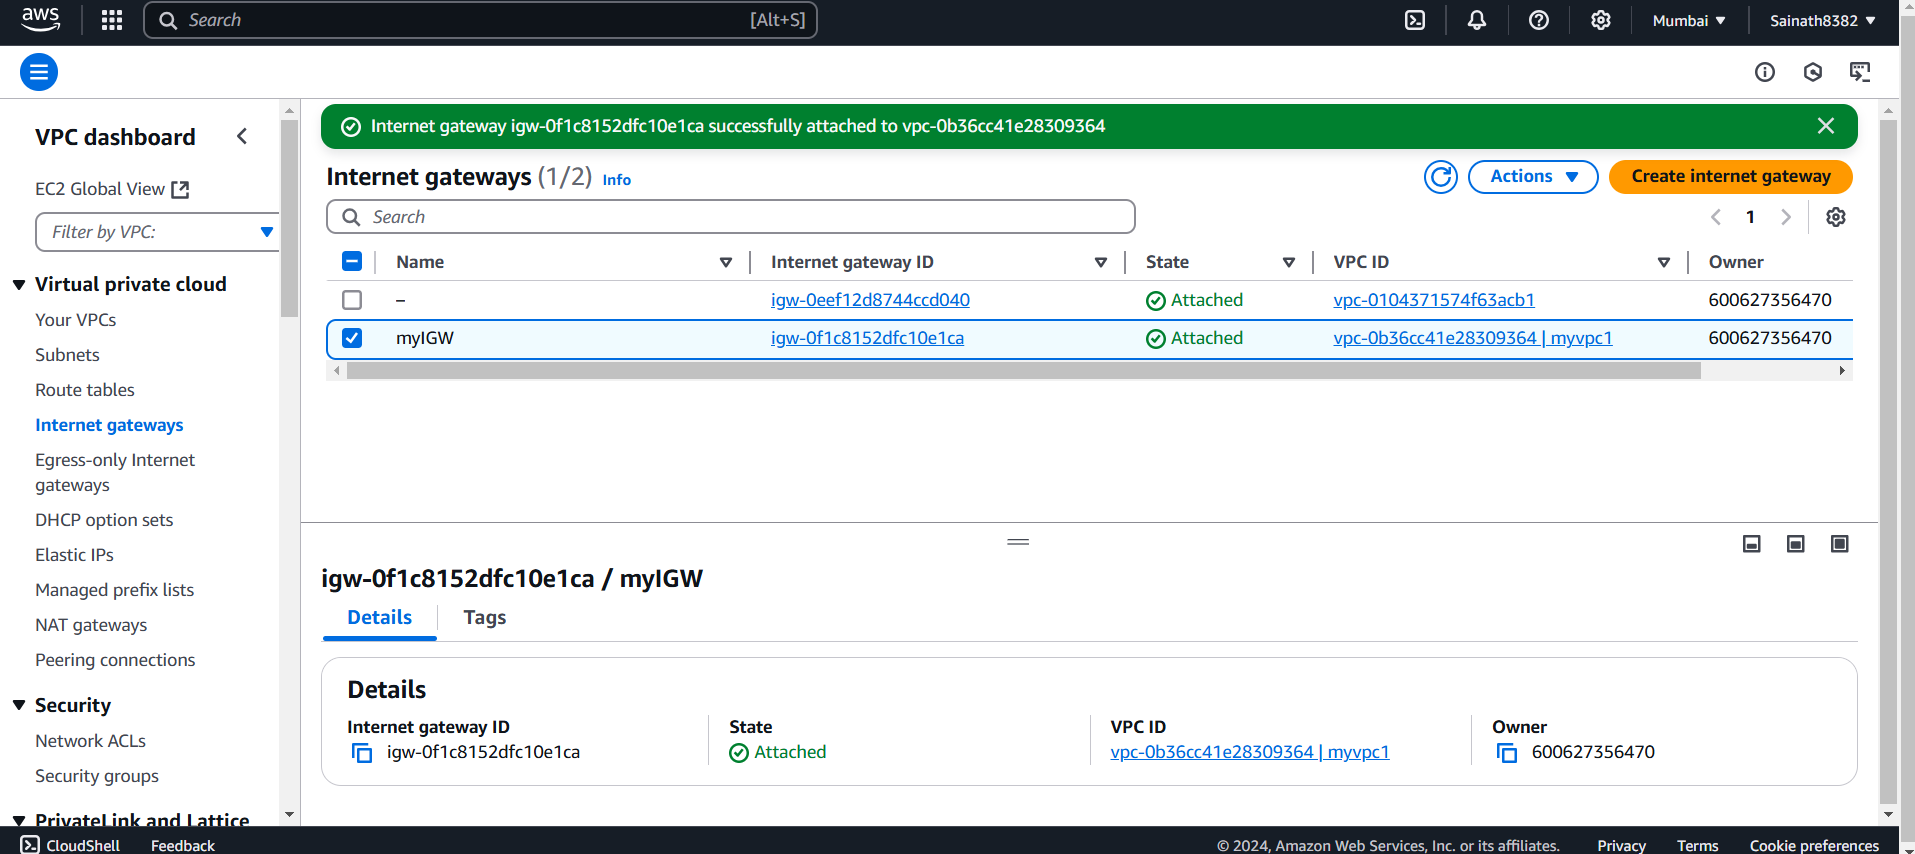 aws
Search [Alt+S] Mumbai Sainath8382
Internet gateway igw-0f1c8152dfc10e1ca successfully attached to vpc-0b36cc41e28309364
VPC dashboard
EC2 Global View
Filter by VPC:
Virtual private cloud
Your VPCs
Subnets
Route tables
Internet gateways
Egress-only Internet
gateways
DHCP option sets
Elastic IPs
Managed prefix lists
NAT gateways
Peering connections
Security
Network ACLs
Security groups
PrivateLink and Lattice
Internet gateways (1/2) Info
Actions
Create internet gateway
Search
1
Name Internet gateway ID State VPC ID Owner
– igw-0eef12d8744ccd040 Attached vpc-0104371574f63acb1 600627356470
myIGW igw-0f1c8152dfc10e1ca Attached vpc-0b36cc41e28309364 | myvpc1 600627356470
igw-0f1c8152dfc10e1ca / myIGW
Details Tags
Details
Internet gateway ID State VPC ID Owner
igw-0f1c8152dfc10e1ca Attached vpc-0b36cc41e28309364 | myvpc1 600627356470
CloudShell Feedback © 2024, Amazon Web Services, Inc. or its affiliates. Privacy Terms Cookie preferences